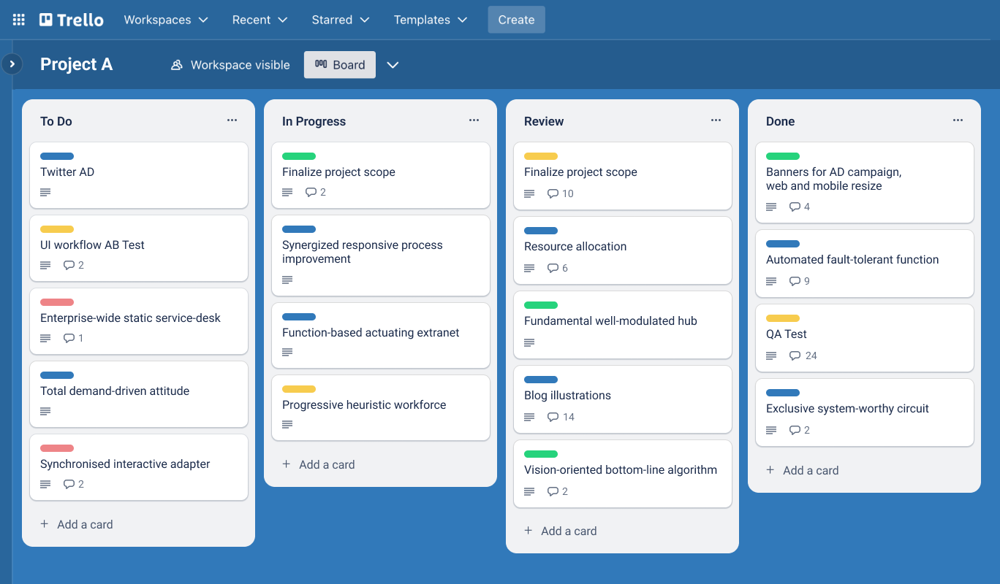 Trello
Workspaces
Recent
Starred
Templates
Create
Project A
Workspace visible
Board
To Do
Twitter AD
UI workflow AB Test
2
Enterprise-wide static service-desk
1
Total demand-driven attitude
Synchronised interactive adapter
2
+ Add a card
In Progress
Finalize project scope
2
Synergized responsive process
improvement
Function-based actuating extranet
Progressive heuristic workforce
+ Add a card
Review
Finalize project scope
10
Resource allocation
6
Fundamental well-modulated hub
Blog illustrations
14
Vision-oriented bottom-line algorithm
2
+ Add a card
Done
Banners for AD campaign,
web and mobile resize
4
Automated fault-tolerant function
9
QA Test
24
Exclusive system-worthy circuit
2
+ Add a card